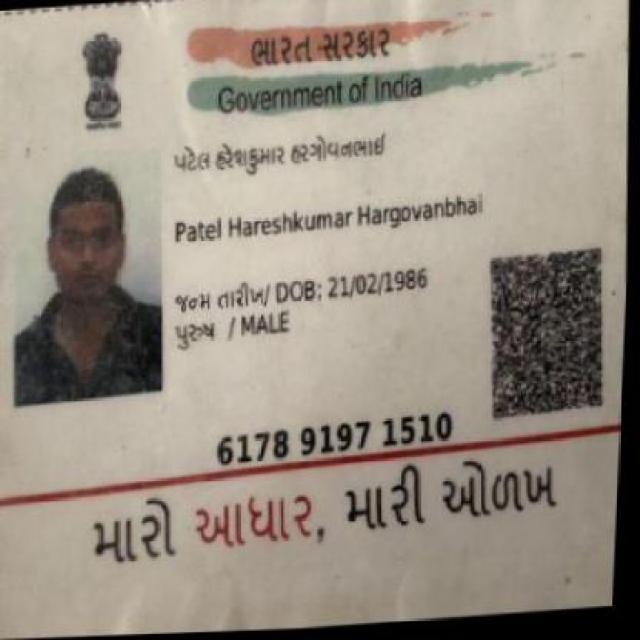 ભારત સરકાર
Government of India
પટેલ હરેશકુમાર હરગોવનભાઈ
Patel Hareshkumar Hargovanbhai
જન્મ તારીખ/ DOB: 21/02/1986
પુરુષ / MALE
6178 9197 1510
મારો આધાર, મારી ઓળખ